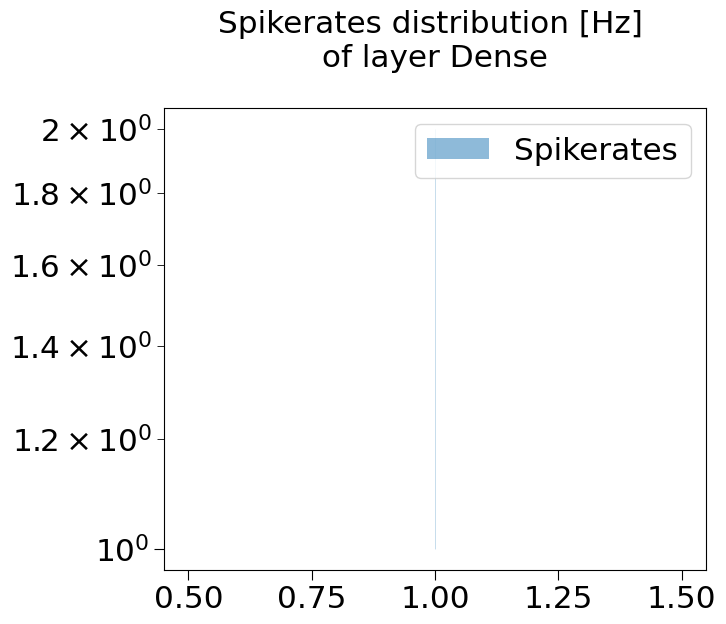 Spikerates distribution [Hz]
of layer Dense
2 × 10⁰
1.8 × 10⁰
1.6 × 10⁰
1.4 × 10⁰
1.2 × 10⁰
10⁰
Spikerates
0.50 0.75 1.00 1.25 1.50